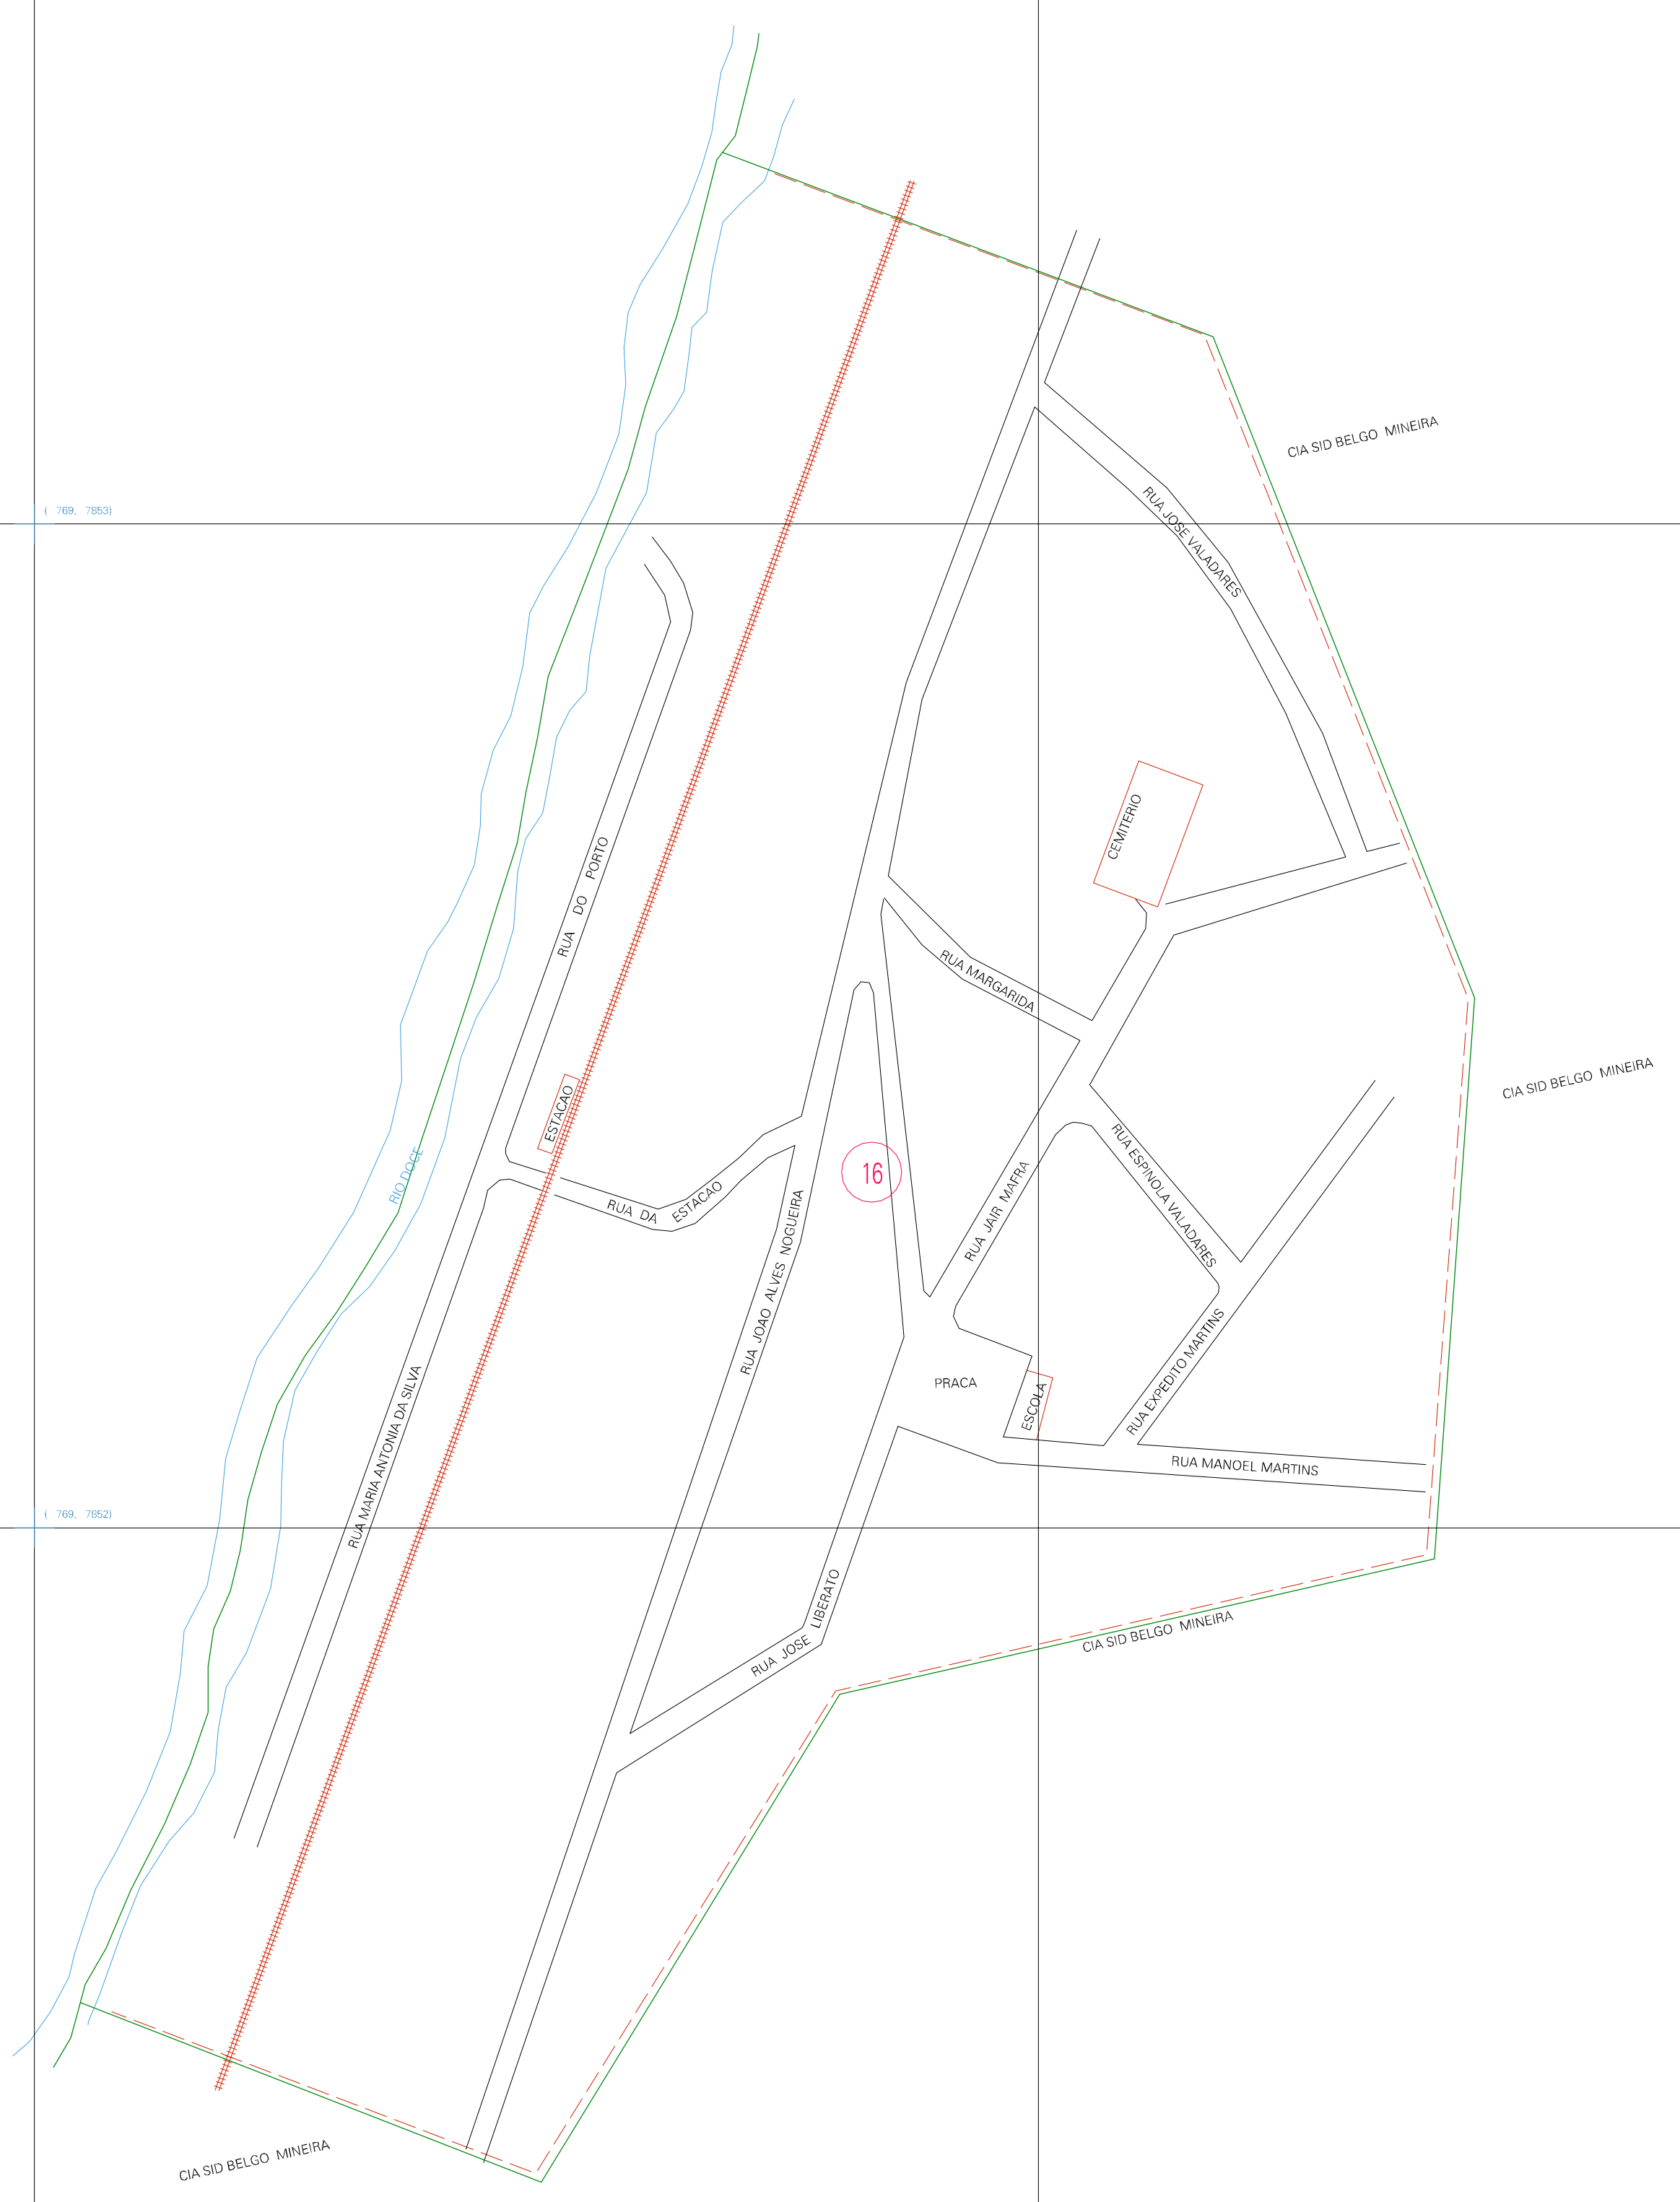 CIA SID BELGO MINEIRA
RUA JOSE VALADARES
( 769, 7853)
CEMITERIO
RUA DO PORTO
RUA MARGARIDA
CIA SID BELGO MINEIRA
ESTACAO
RIO DOCE
16
RUA DA ESTACAO
RUA JAIR MAFRA
RUA ESPINOLA VALADARES
RUA JOAO ALVES NOGUEIRA
RUA EXPEDITO MARTINS
PRACA
ESCOLA
RUA MARIA ANTONIA DA SILVA
RUA MANOEL MARTINS
( 769, 7852)
RUA JOSE LIBERATO
CIA SID BELGO MINEIRA
CIA SID BELGO MINEIRA